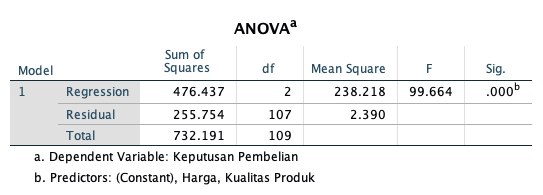 ANOVAa
Model Sum of Squares df Mean Square F Sig.
1 Regression 476.437 2 238.218 99.664 .000b
Residual 255.754 107 2.390
Total 732.191 109
a. Dependent Variable: Keputusan Pembelian
b. Predictors: (Constant), Harga, Kualitas Produk